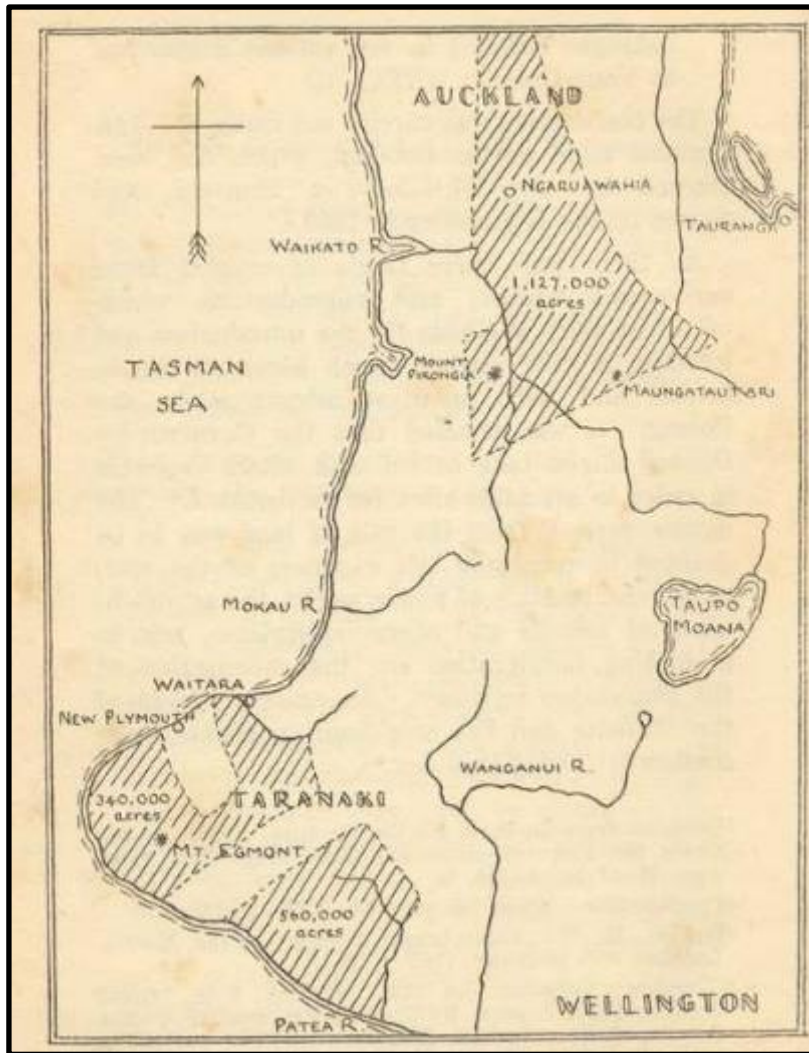 AUCKLAND
NGARUAWAHIA
TAURANGA
WAIKATO R.
1,127,000
acres
TASMAN
SEA
MOUNT
PIRONGIA
MAUNGATAUTARI
MOKAU R
TAUPO
MOANA
WAITARA
NEW PLYMOUTH
WANGANUI R.
340,000
acres
TARANAKI
MT. EGMONT
560,000
acres
WELLINGTON
PATEA R.